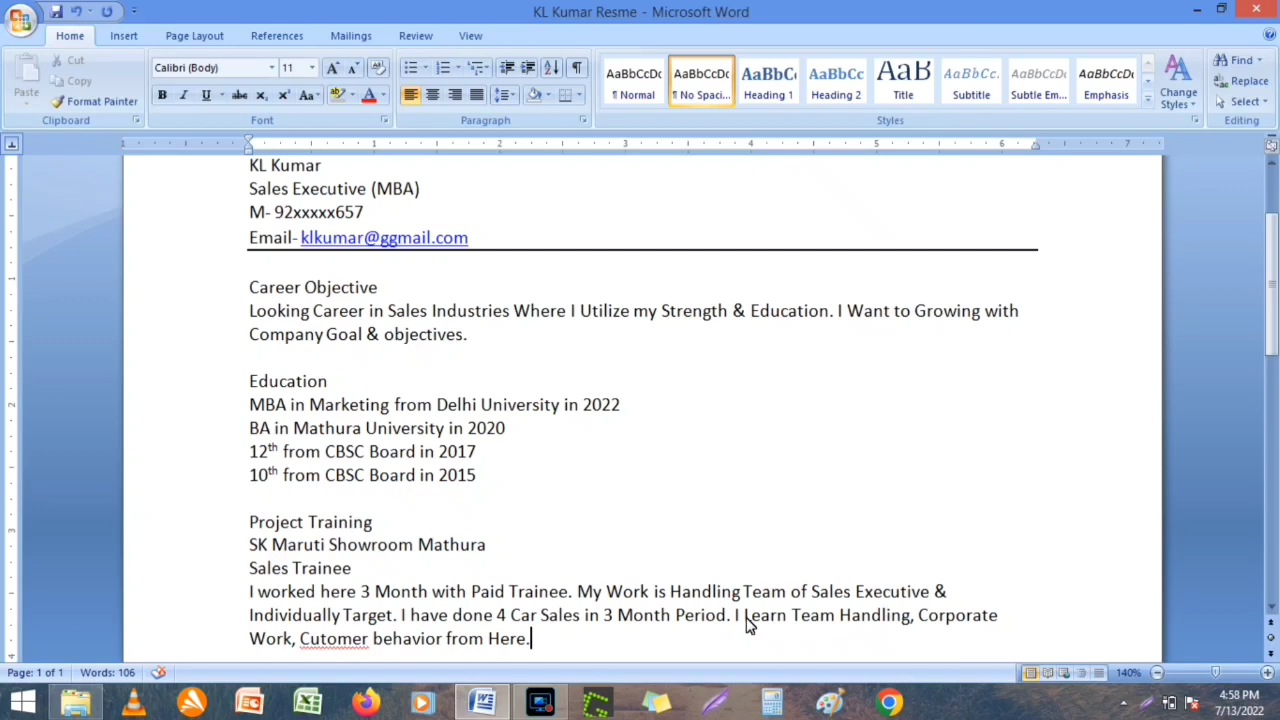 KL Kumar Resme - Microsoft Word
Home Insert Page Layout References Mailings Review View
Paste
Cut
Copy
Format Painter
Clipboard
Calibri (Body) 11
Font
Paragraph
AaBbCcDc AaBbCcDc AaBbC AaBbCc AaB AaBbCc. AaBbCcDc AaBbCcDc
¶ Normal ¶ No Spaci... Heading 1 Heading 2 Title Subtitle Subtle Em... Emphasis
Change Styles
Styles
Find
Replace
Select
Editing
1 1 2 3 4 5 6 7
KL Kumar
Sales Executive (MBA)
M- 92xxxxx657
Email- klkumar@ggmail.com
Career Objective
Looking Career in Sales Industries Where I Utilize my Strength & Education. I Want to Growing with
Company Goal & objectives.
Education
MBA in Marketing from Delhi University in 2022
BA in Mathura University in 2020
12th from CBSC Board in 2017
10th from CBSC Board in 2015
Project Training
SK Maruti Showroom Mathura
Sales Trainee
I worked here 3 Month with Paid Trainee. My Work is Handling Team of Sales Executive &
Individually Target. I have done 4 Car Sales in 3 Month Period. I Learn Team Handling, Corporate
Work, Cutomer behavior from Here.
Page: 1 of 1 Words: 106 140%
4:58 PM
7/13/2022